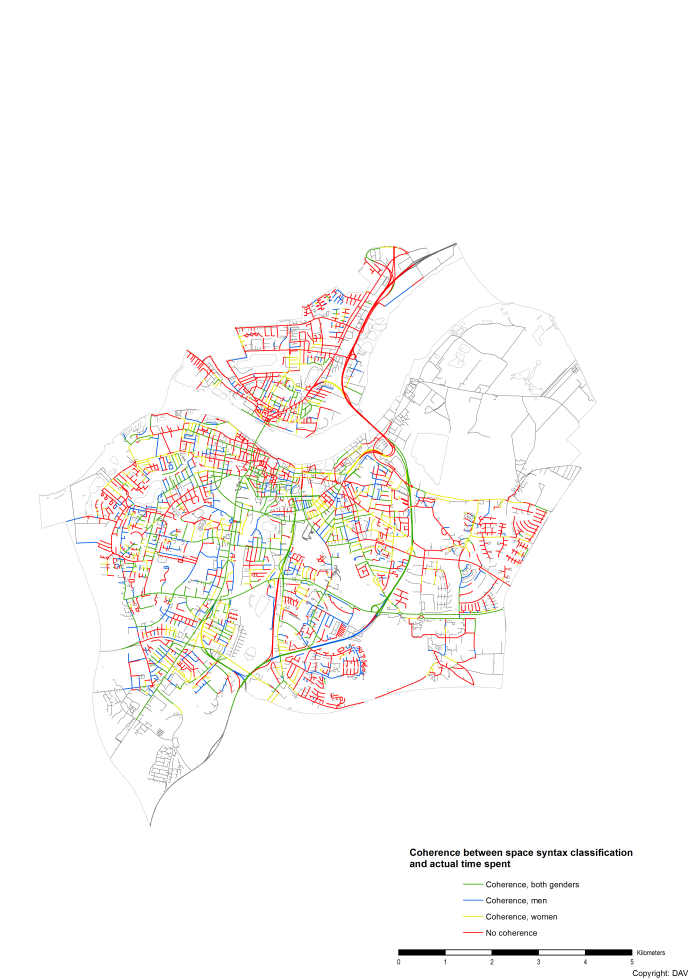 Coherence between space syntax classification
and actual time spent
Coherence, both genders
Coherence, men
Coherence, women
No coherence
Kilometers
0 1 2 3 4 5
Copyright: DAV